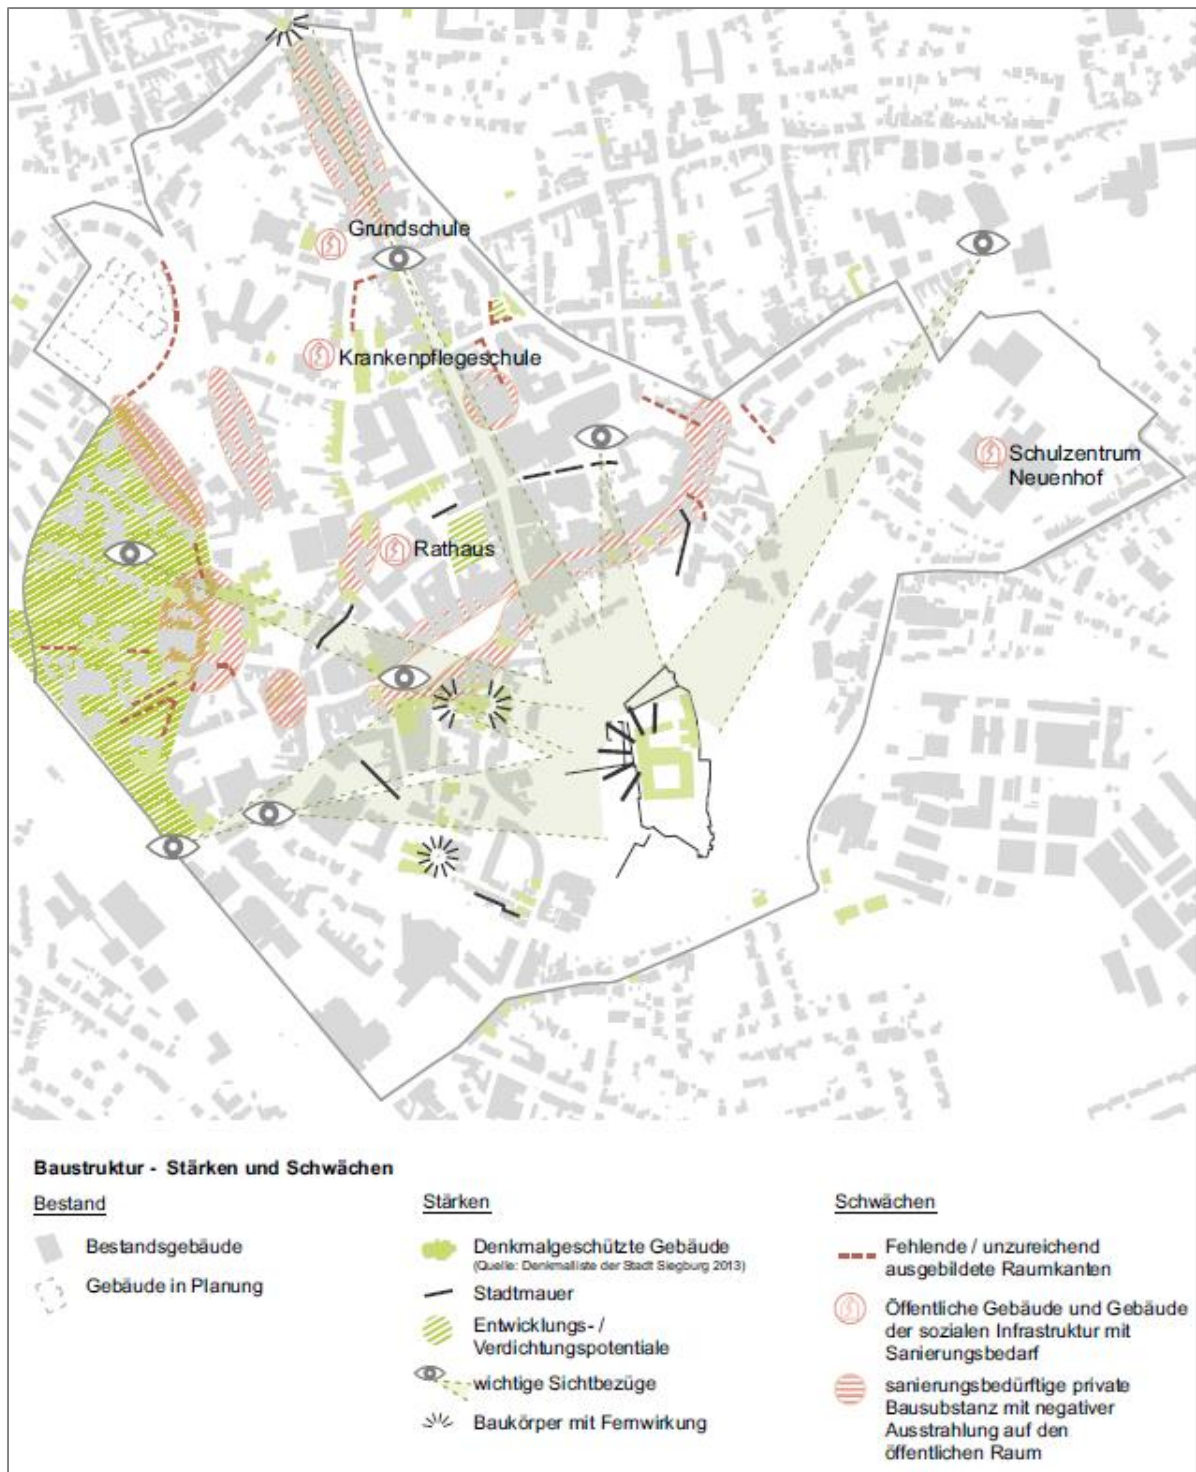 Grundschule
Krankenpflegeschule
Schulzentrum
Neuenhof
Rathaus
Baustruktur - Stärken und Schwächen
Bestand
Bestandsgebäude
Gebäude in Planung
Stärken
Denkmalgeschützte Gebäude
(Quelle: Denkmalliste der Stadt Siegburg 2013)
Stadtmauer
Entwicklungs- /
Verdichtungspotentiale
wichtige Sichtbezüge
Baukörper mit Fernwirkung
Schwächen
Fehlende / unzureichend
ausgebildete Raumkanten
Öffentliche Gebäude und Gebäude
der sozialen Infrastruktur mit
Sanierungsbedarf
sanierungsbedürftige private
Bausubstanz mit negativer
Ausstrahlung auf den
öffentlichen Raum